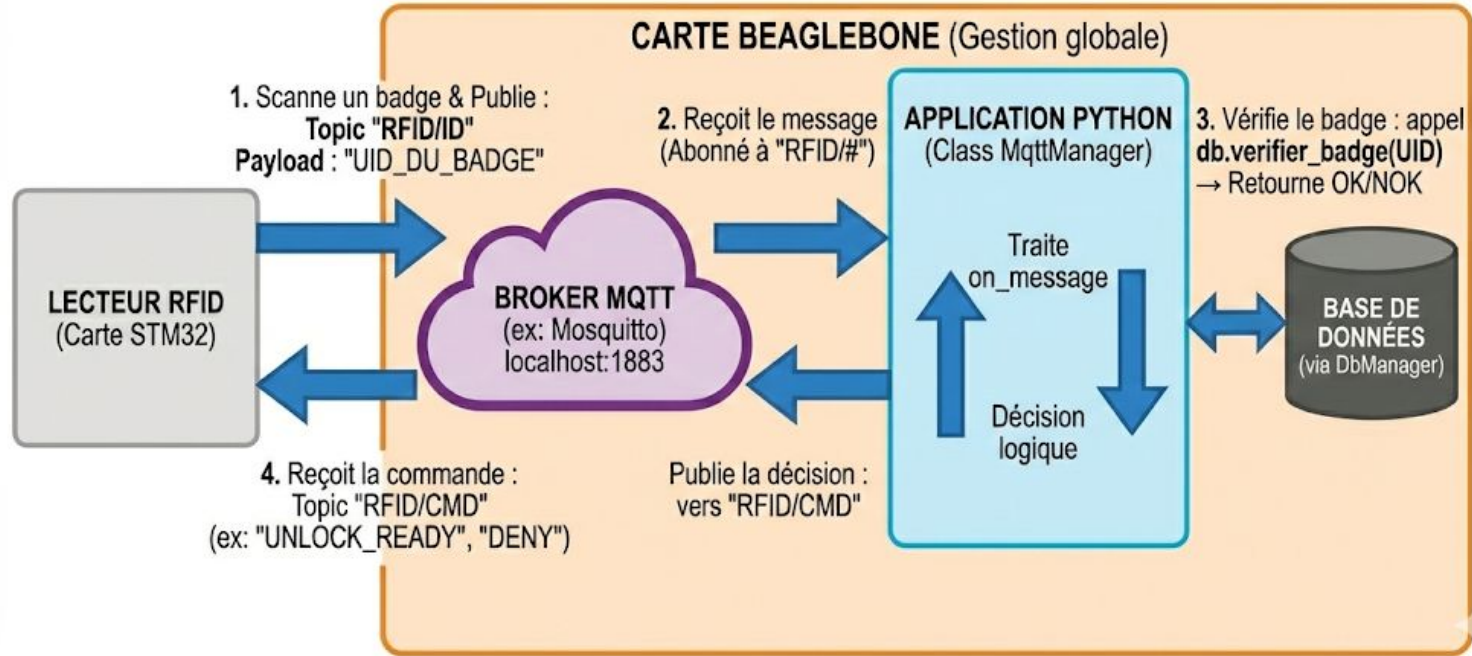 CARTE BEAGLEBONE (Gestion globale)
1. Scanne un badge & Publie :
Topic "RFID/ID"
Payload : "UID_DU_BADGE"
2. Reçoit le message
(Abonné à "RFID/#")
APPLICATION PYTHON
(Class MqttManager)
3. Vérifie le badge : appel
db.verifier_badge(UID)
→ Retourne OK/NOK
LECTEUR RFID
(Carte STM32)
BROKER MQTT
(ex: Mosquitto)
localhost:1883
Traite
on_message
Décision
logique
BASE DE
DONNÉES
(via DbManager)
4. Reçoit la commande :
Topic "RFID/CMD"
(ex: "UNLOCK_READY", "DENY")
Publie la décision :
vers "RFID/CMD"